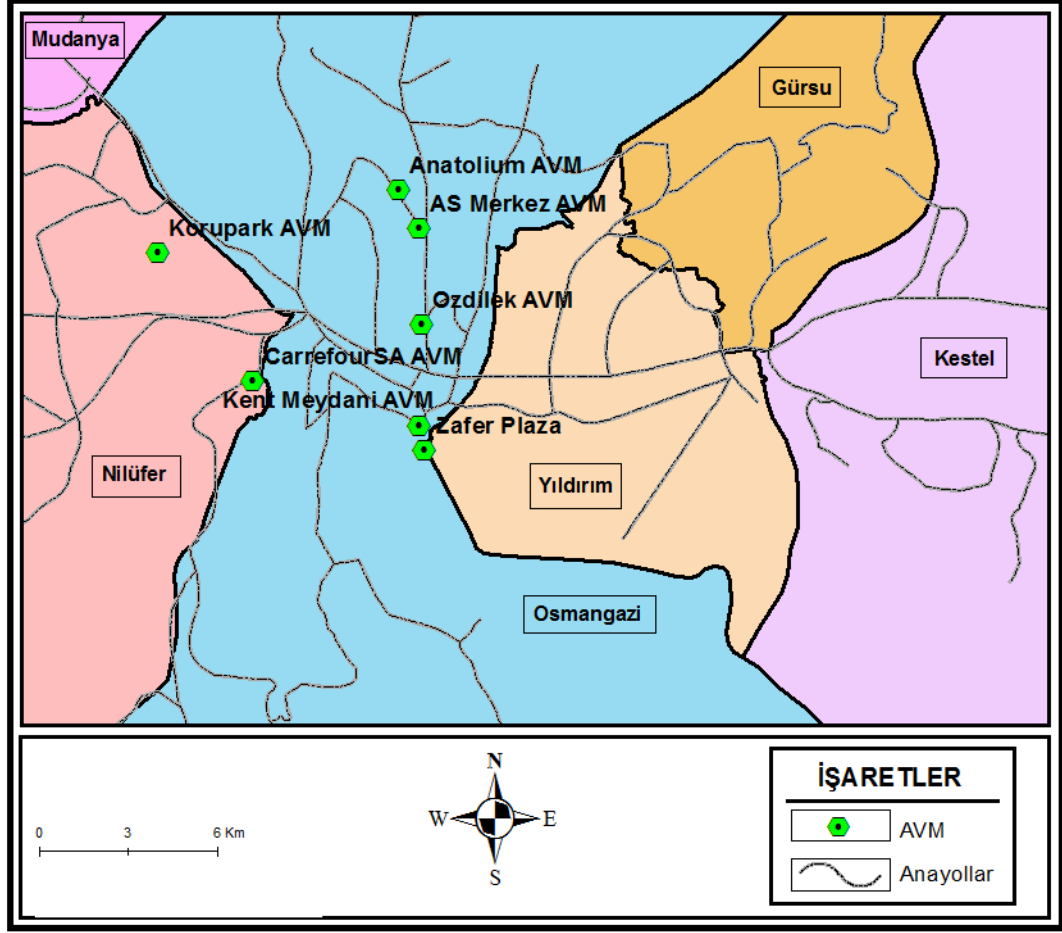 Mudanya
Gürsu
Anatolium AVM
AS Merkez AVM
Korupark AVM
Ozdilek AVM
CarrefourSA AVM
Kestel
Kent Meydani AVM
Zafer Plaza
Nilüfer
Yıldırım
Osmangazi
N
W E
S
0 3 6 Km
İŞARETLER
AVM
Anayollar